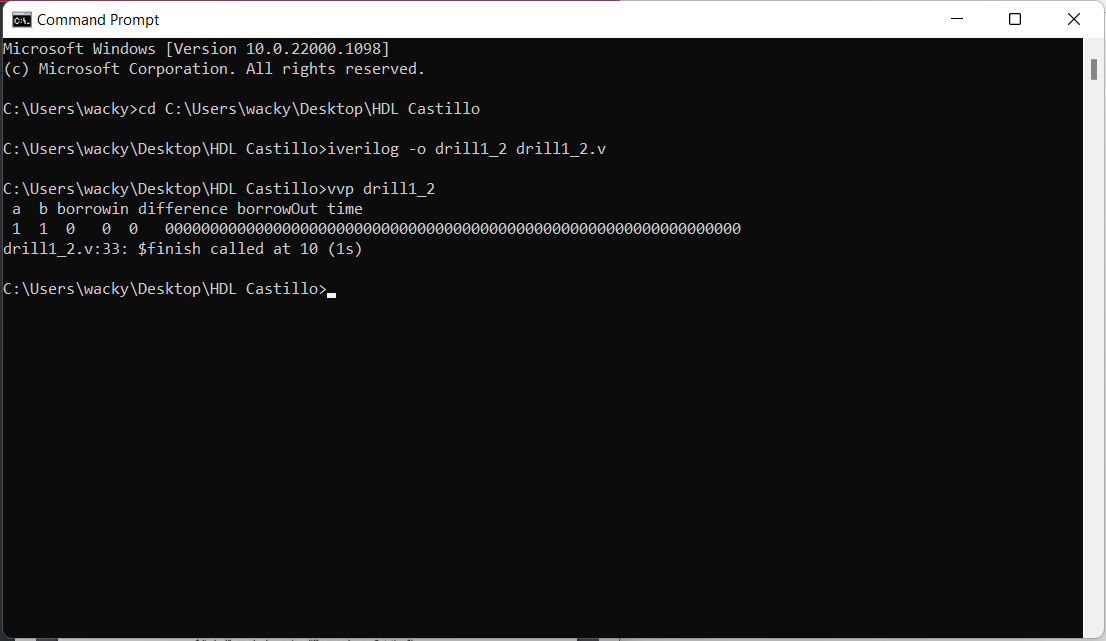 Command Prompt
Microsoft Windows [Version 10.0.22000.1098]
(c) Microsoft Corporation. All rights reserved.
C:\Users\wacky>cd C:\Users\wacky\Desktop\HDL Castillo
C:\Users\wacky\Desktop\HDL Castillo>iverilog -o drill1_2 drill1_2.v
C:\Users\wacky\Desktop\HDL Castillo>vvp drill1_2
a  b borrowin difference borrowOut time
1  1  0   0  0   0000000000000000000000000000000000000000000000000000000000000000
drill1_2.v:33: $finish called at 10 (1s)
C:\Users\wacky\Desktop\HDL Castillo>